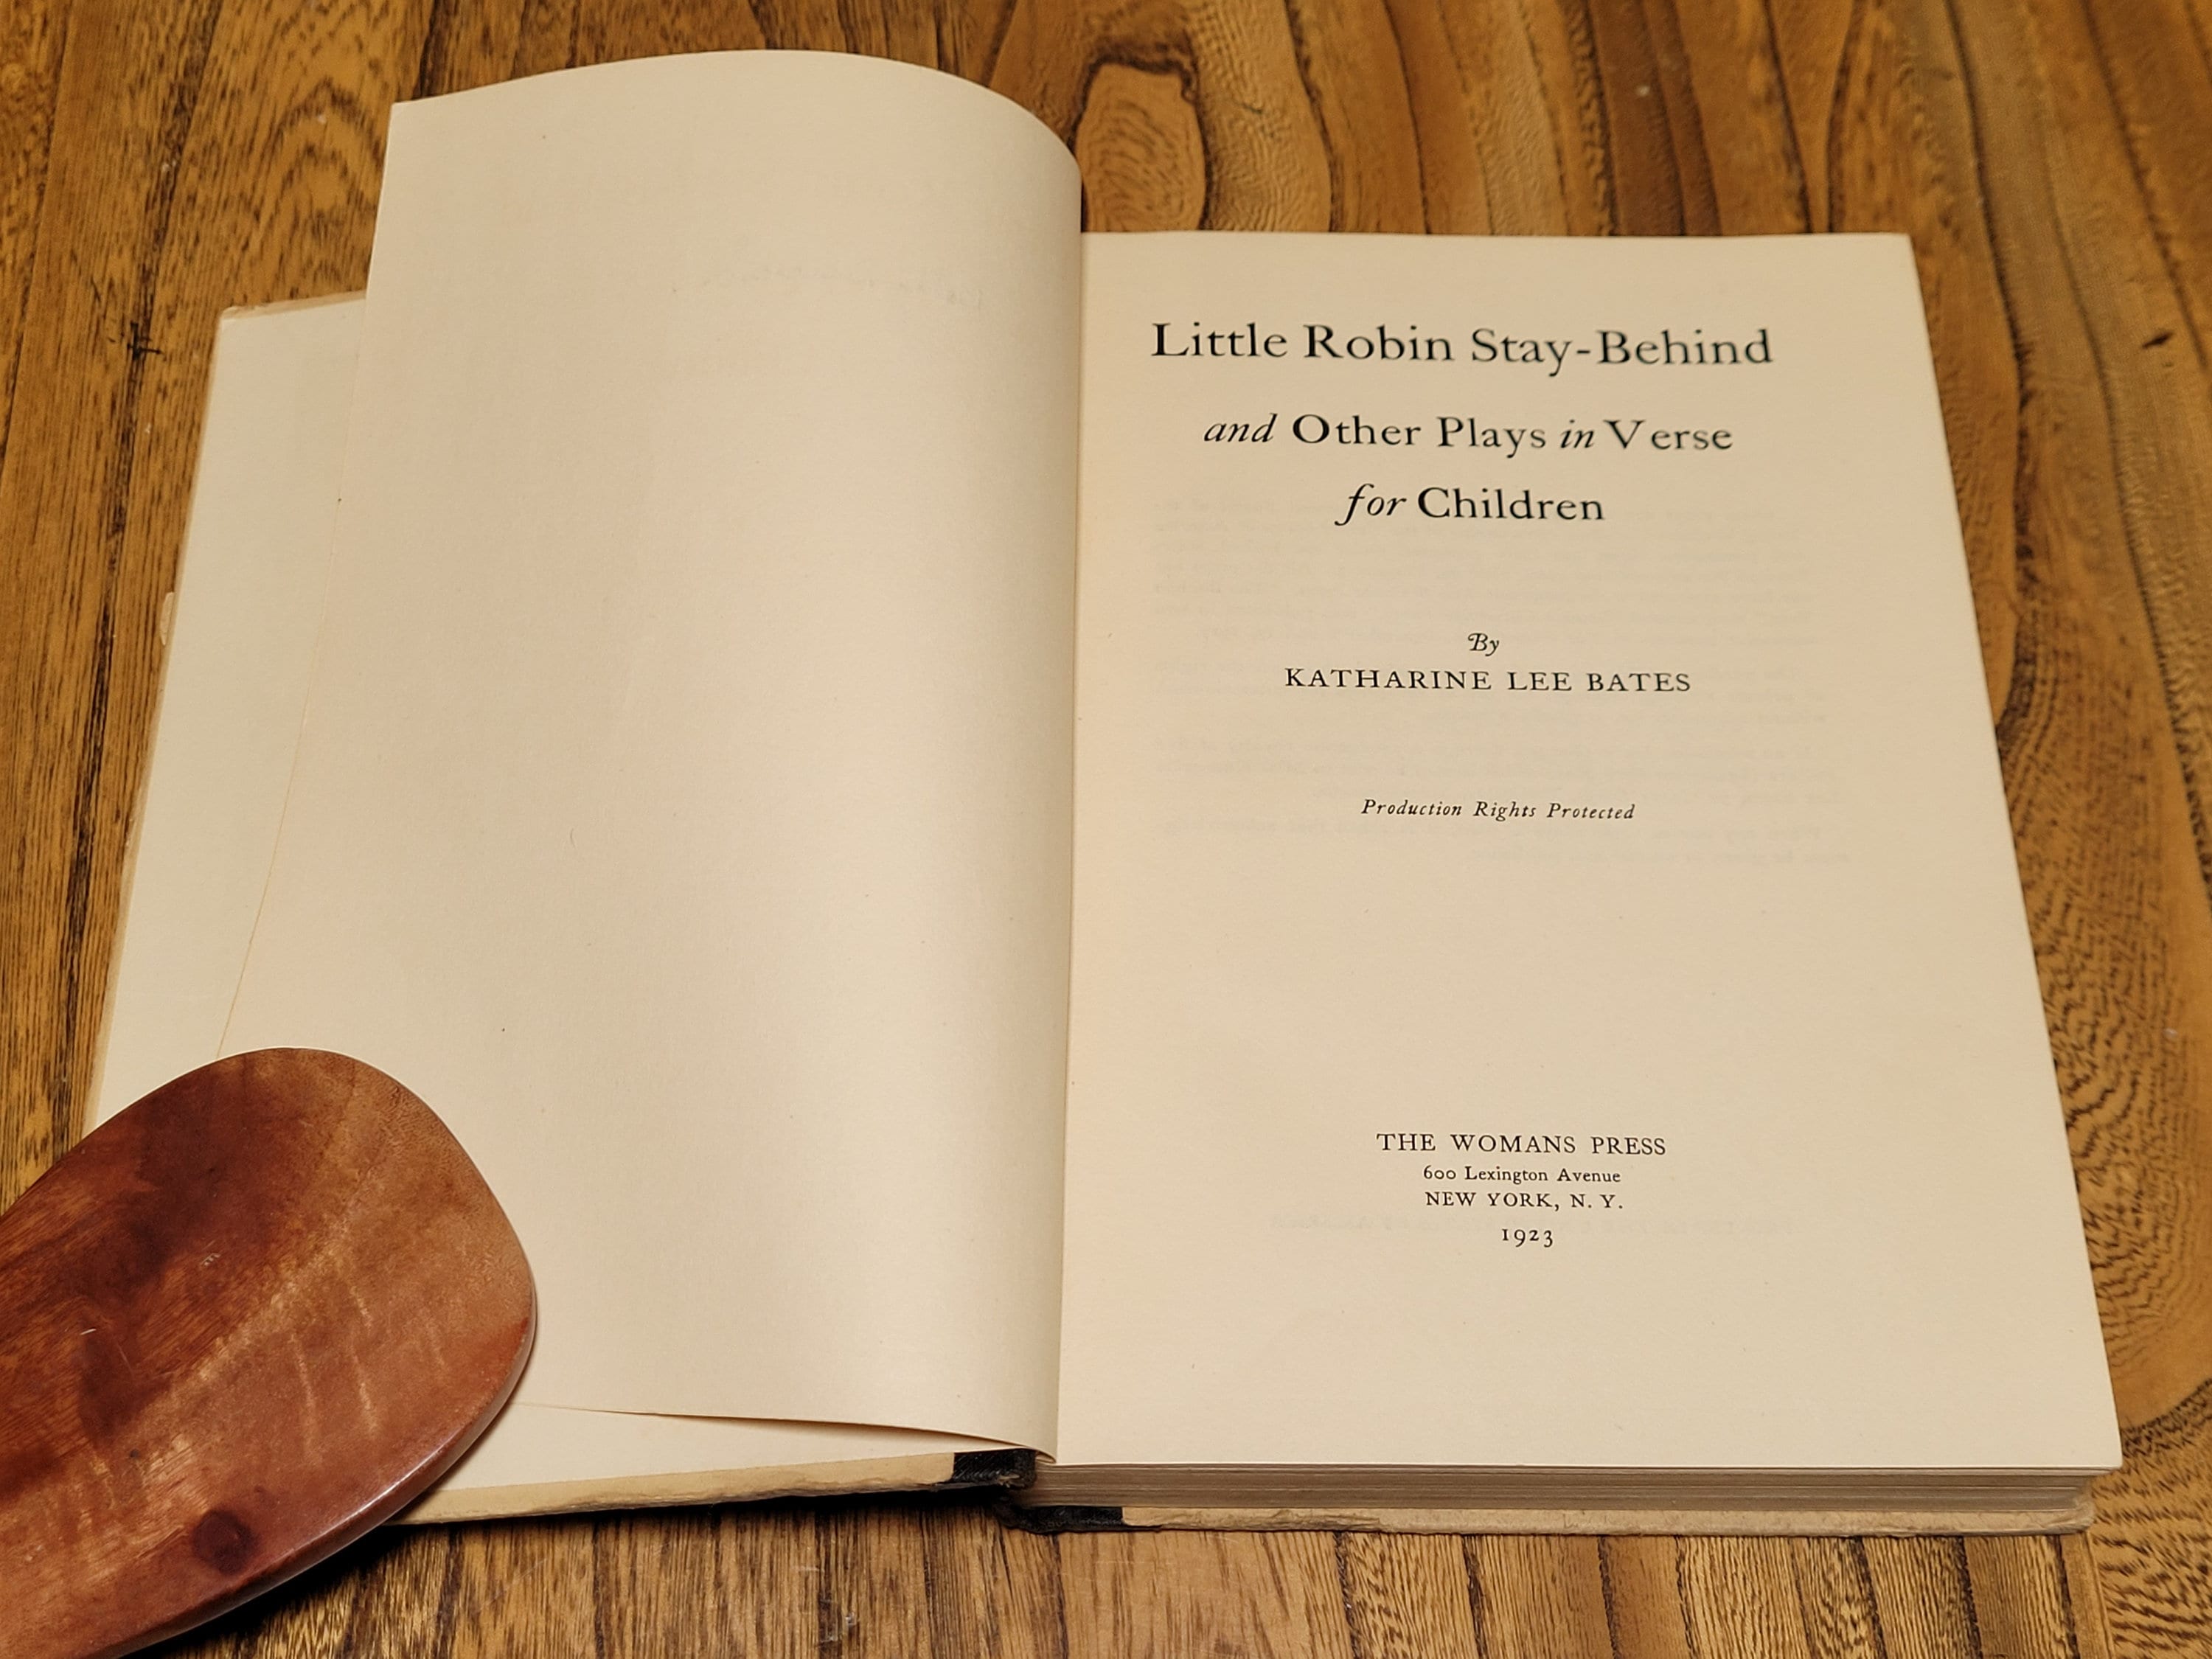 Little Robin Stay-Behind
and Other Plays in Verse
for Children
By
KATHARINE LEE BATES
Production Rights Protected
THE WOMANS PRESS
600 Lexington Avenue
NEW YORK, N. Y.
1923